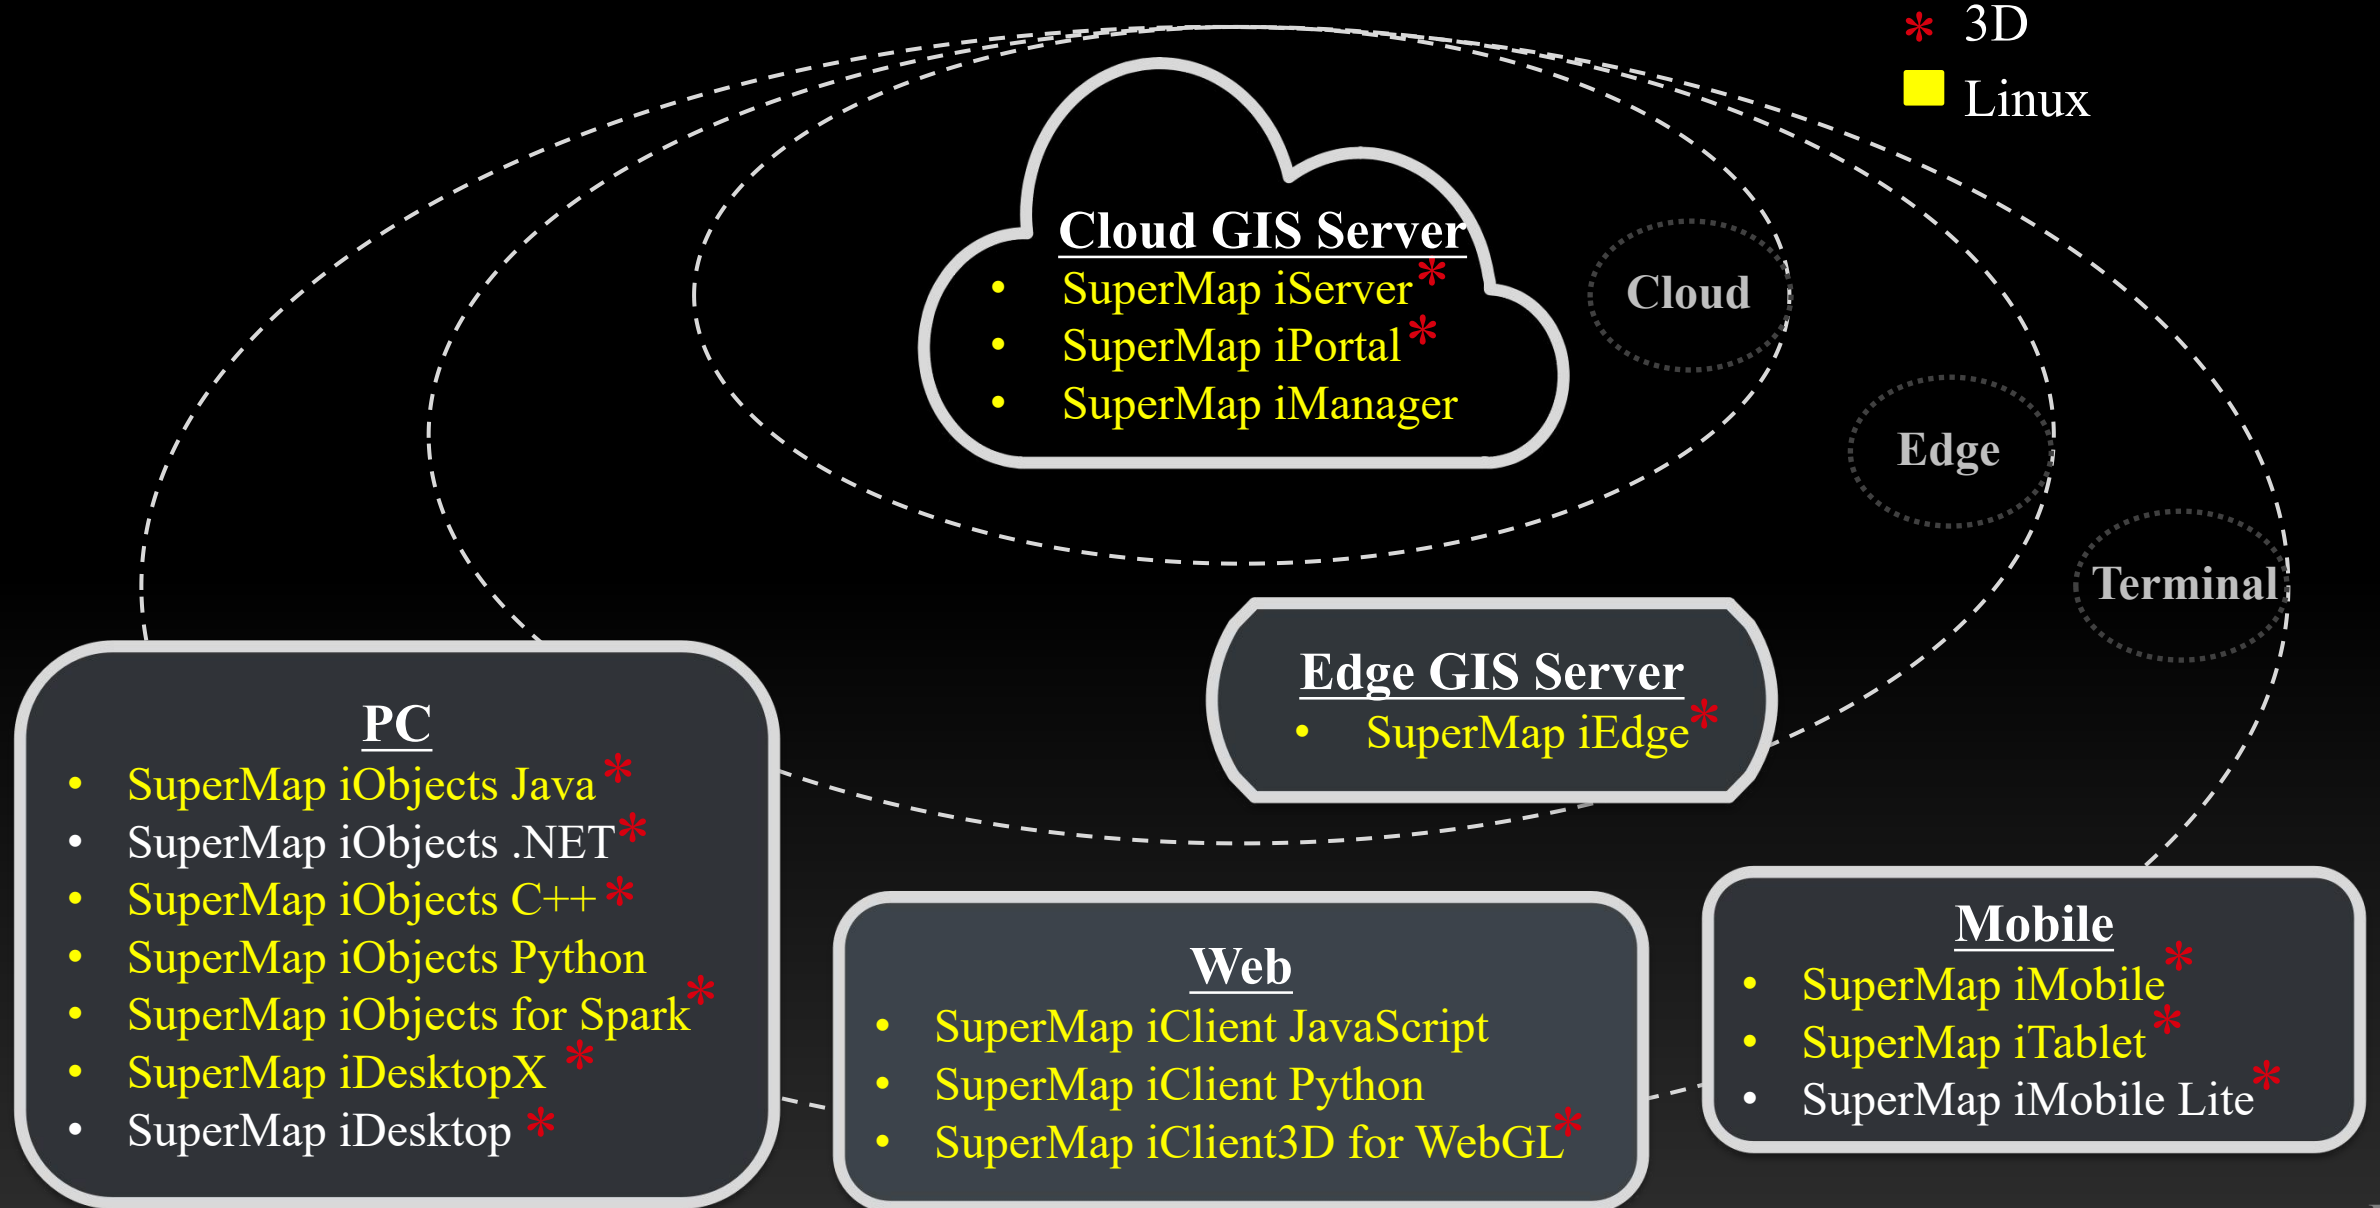 * 3D
Linux
Cloud GIS Server
• SuperMap iServer*
• SuperMap iPortal*
• SuperMap iManager
Cloud
Edge
Terminal
Edge GIS Server
• SuperMap iEdge*
PC
• SuperMap iObjects Java*
• SuperMap iObjects .NET*
• SuperMap iObjects C++*
• SuperMap iObjects Python
• SuperMap iObjects for Spark*
• SuperMap iDesktopX *
• SuperMap iDesktop *
Web
• SuperMap iClient JavaScript
• SuperMap iClient Python
• SuperMap iClient3D for WebGL*
Mobile
• SuperMap iMobile*
• SuperMap iTablet*
• SuperMap iMobile Lite*